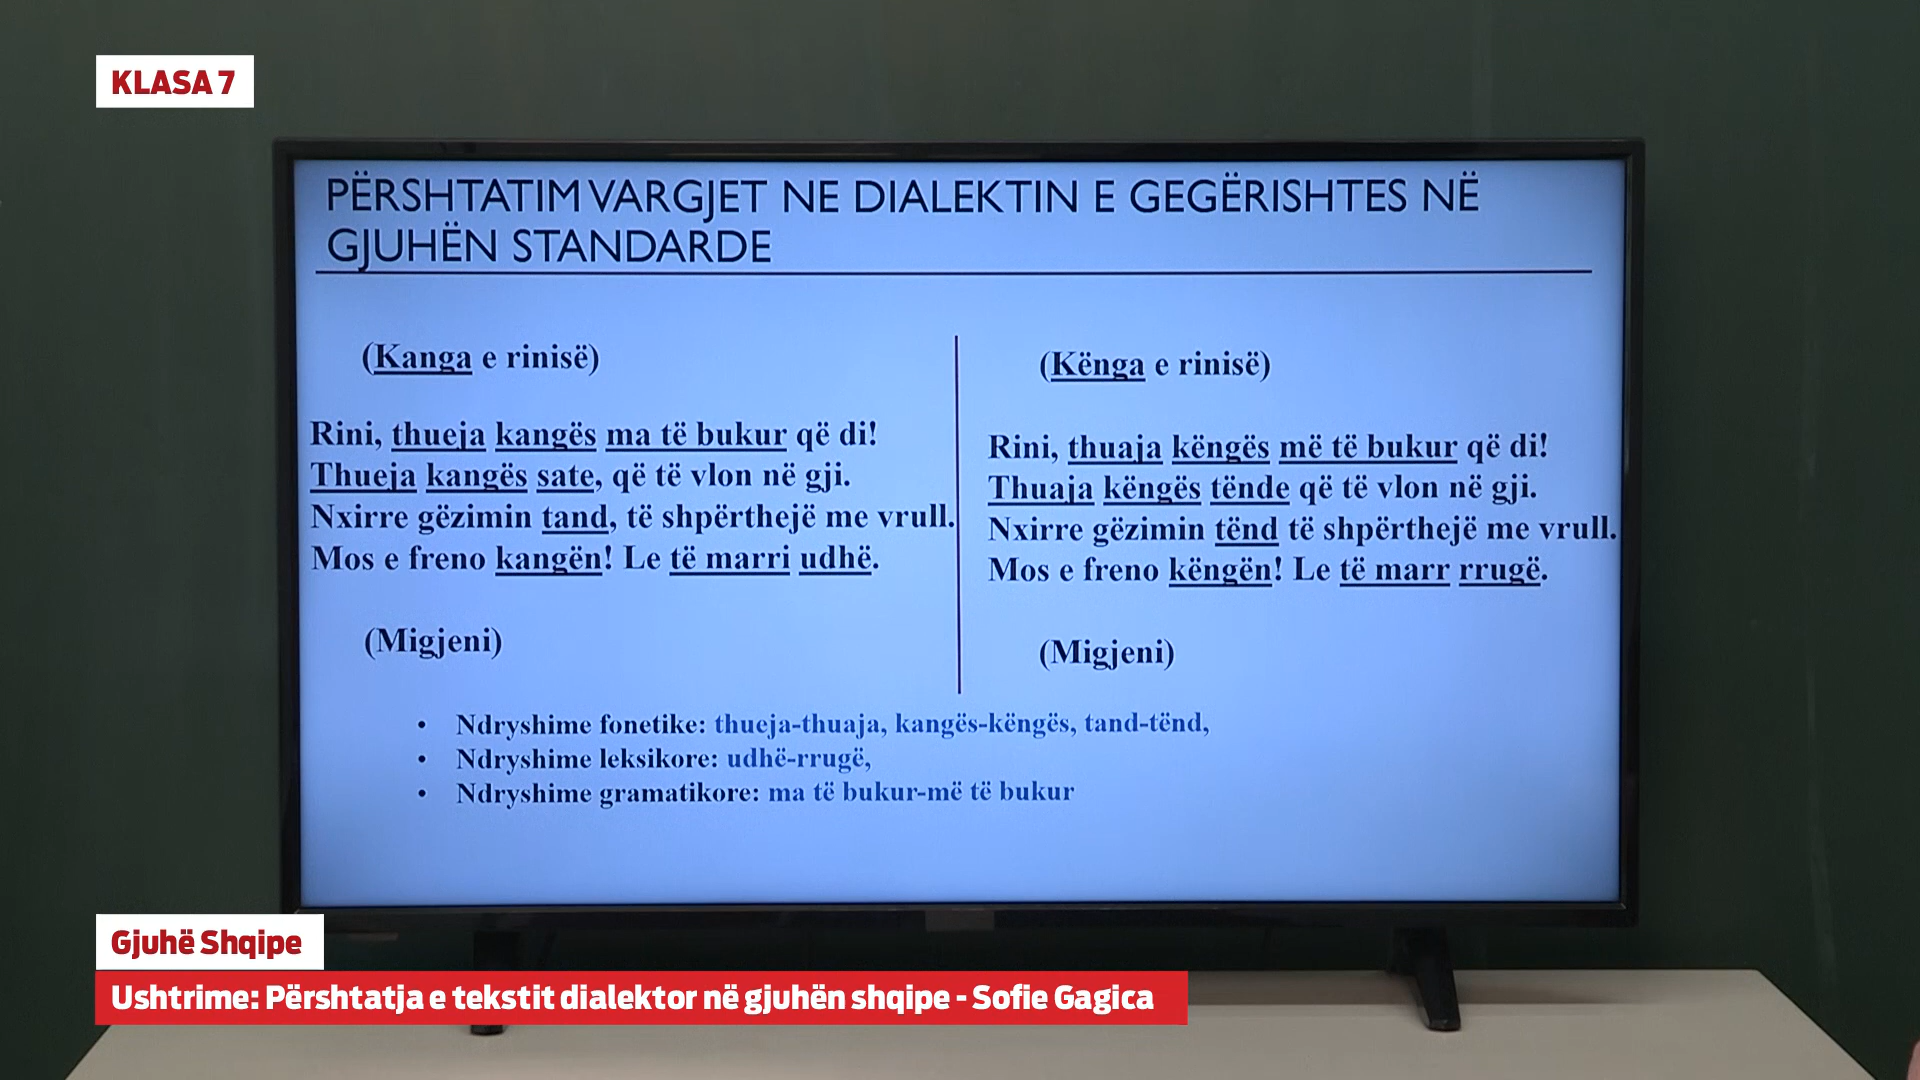 KLASA 7
PËRSHTATIM VARGJET NE DIALEKTIN E GEGËRISHTES NË
GJUHËN STANDARDE
(Kanga e rinisë)
Rini, thueja kangës ma të bukur që di!
Thueja kangës sate, që të vlon në gji.
Nxirre gëzimin tand, të shpërthejë me vrull.
Mos e freno kangën! Le të marri udhë.
(Migjeni)
(Kënga e rinisë)
Rini, thuaja këngës më të bukur që di!
Thuaja këngës tënde që të vlon në gji.
Nxirre gëzimin tënd të shpërthejë me vrull.
Mos e freno këngën! Le të marr rrugë.
(Migjeni)
• Ndryshime fonetike: thueja-thuaja, kangës-këngës, tand-tënd,
• Ndryshime leksikore: udhë-rrugë,
• Ndryshime gramatikore: ma të bukur-më të bukur
Gjuhë Shqipe
Ushtrime: Përshtatja e tekstit dialektor në gjuhën shqipe - Sofie Gagica